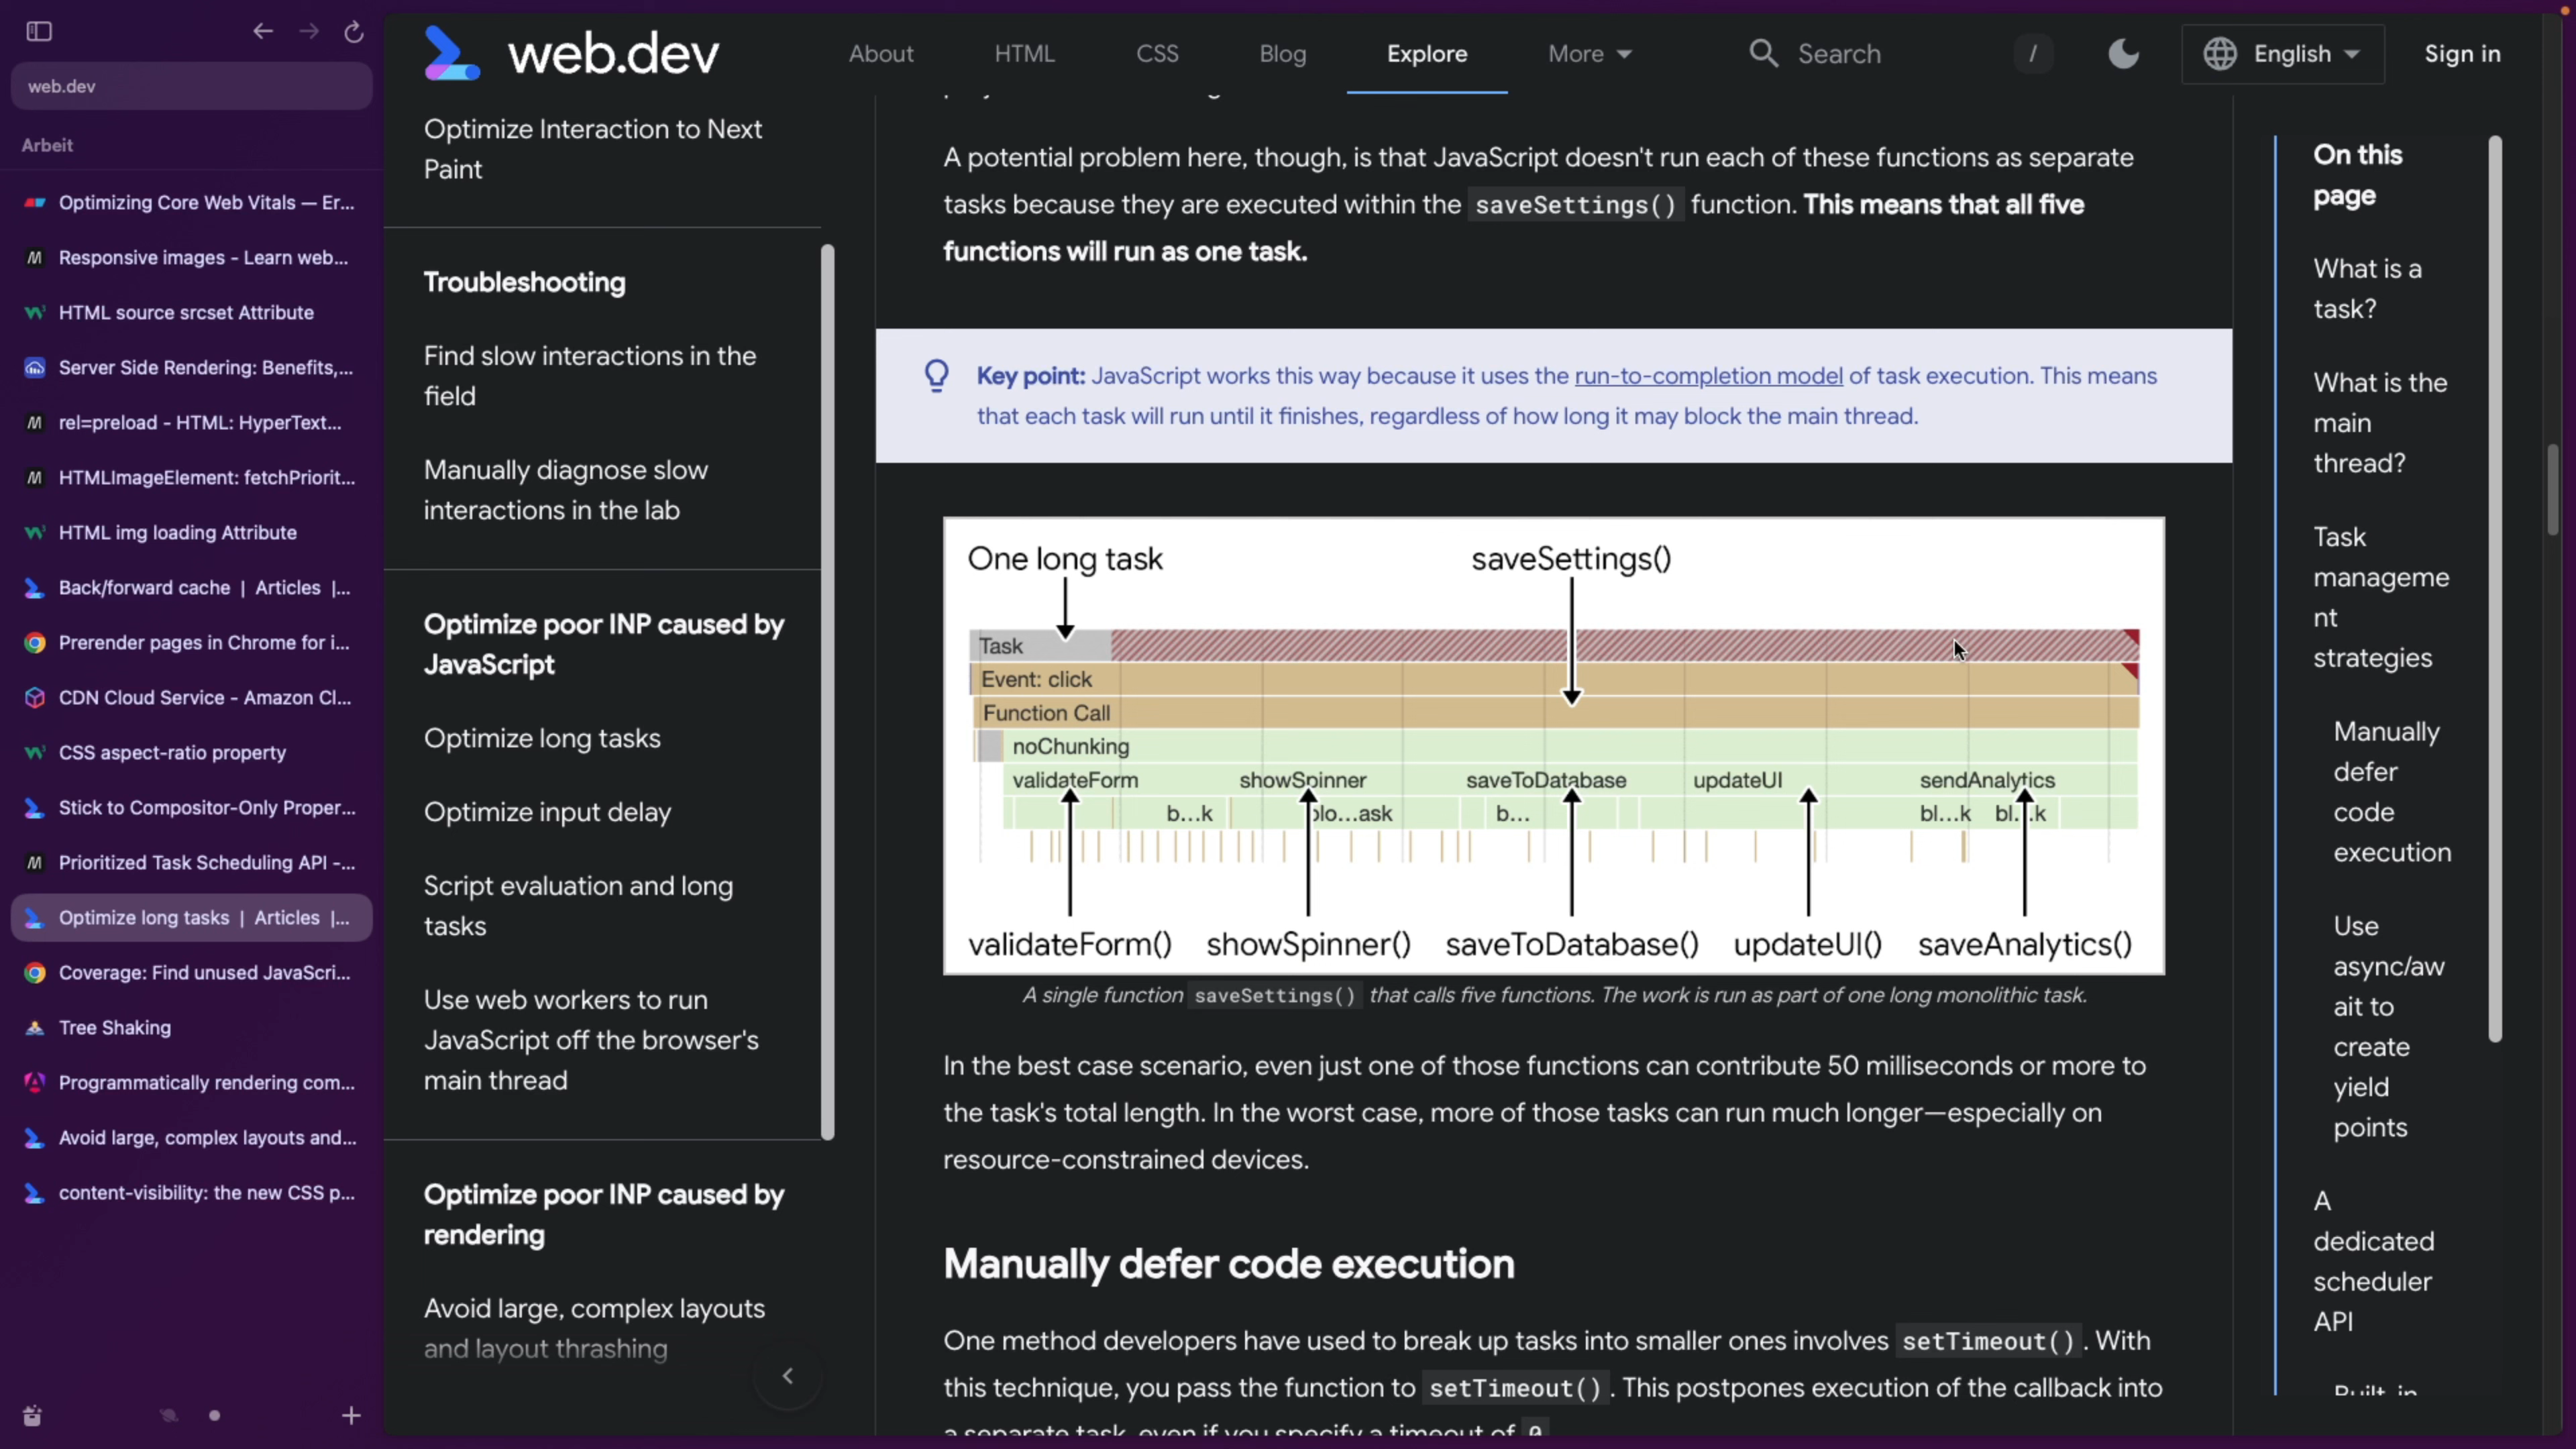 web.dev
Arbeit
Optimizing Core Web Vitals — Er...
Responsive images - Learn web...
HTML source srcset Attribute
Server Side Rendering: Benefits,...
rel=preload - HTML: HyperText...
HTMLImageElement: fetchPriorit...
HTML img loading Attribute
Back/forward cache | Articles |...
Prerender pages in Chrome for i...
CDN Cloud Service - Amazon Cl...
CSS aspect-ratio property
Stick to Compositor-Only Proper...
Prioritized Task Scheduling API -...
Optimize long tasks | Articles |...
Coverage: Find unused JavaScri...
Tree Shaking
Programmatically rendering com...
Avoid large, complex layouts and...
content-visibility: the new CSS p...
web.dev
About
HTML
CSS
Blog
Explore
More
Search
/
English
Sign in
Optimize Interaction to Next
Paint
Troubleshooting
Find slow interactions in the
field
Manually diagnose slow
interactions in the lab
Optimize poor INP caused by
JavaScript
Optimize long tasks
Optimize input delay
Script evaluation and long
tasks
Use web workers to run
JavaScript off the browser's
main thread
Optimize poor INP caused by
rendering
Avoid large, complex layouts
and layout thrashing
A potential problem here, though, is that JavaScript doesn't run each of these functions as separate
tasks because they are executed within the saveSettings() function. This means that all five
functions will run as one task.
Key point: JavaScript works this way because it uses the run-to-completion model of task execution. This means
that each task will run until it finishes, regardless of how long it may block the main thread.
One long task
saveSettings()
Task
Event: click
Function Call
noChunking
validateForm showSpinner saveToDatabase updateUI sendAnalytics
b...k blo...ask b... bl...k bl...k
validateForm() showSpinner() saveToDatabase() updateUI() saveAnalytics()
A single function saveSettings() that calls five functions. The work is run as part of one long monolithic task.
In the best case scenario, even just one of those functions can contribute 50 milliseconds or more to
the task's total length. In the worst case, more of those tasks can run much longer—especially on
resource-constrained devices.
Manually defer code execution
One method developers have used to break up tasks into smaller ones involves setTimeout(). With
this technique, you pass the function to setTimeout(). This postpones execution of the callback into
a separate task, even if you specify a timeout of 0
On this
page
What is a
task?
What is the
main
thread?
Task
manageme
nt
strategies
Manually
defer
code
execution
Use
async/aw
ait to
create
yield
points
A
dedicated
scheduler
API
Built-in